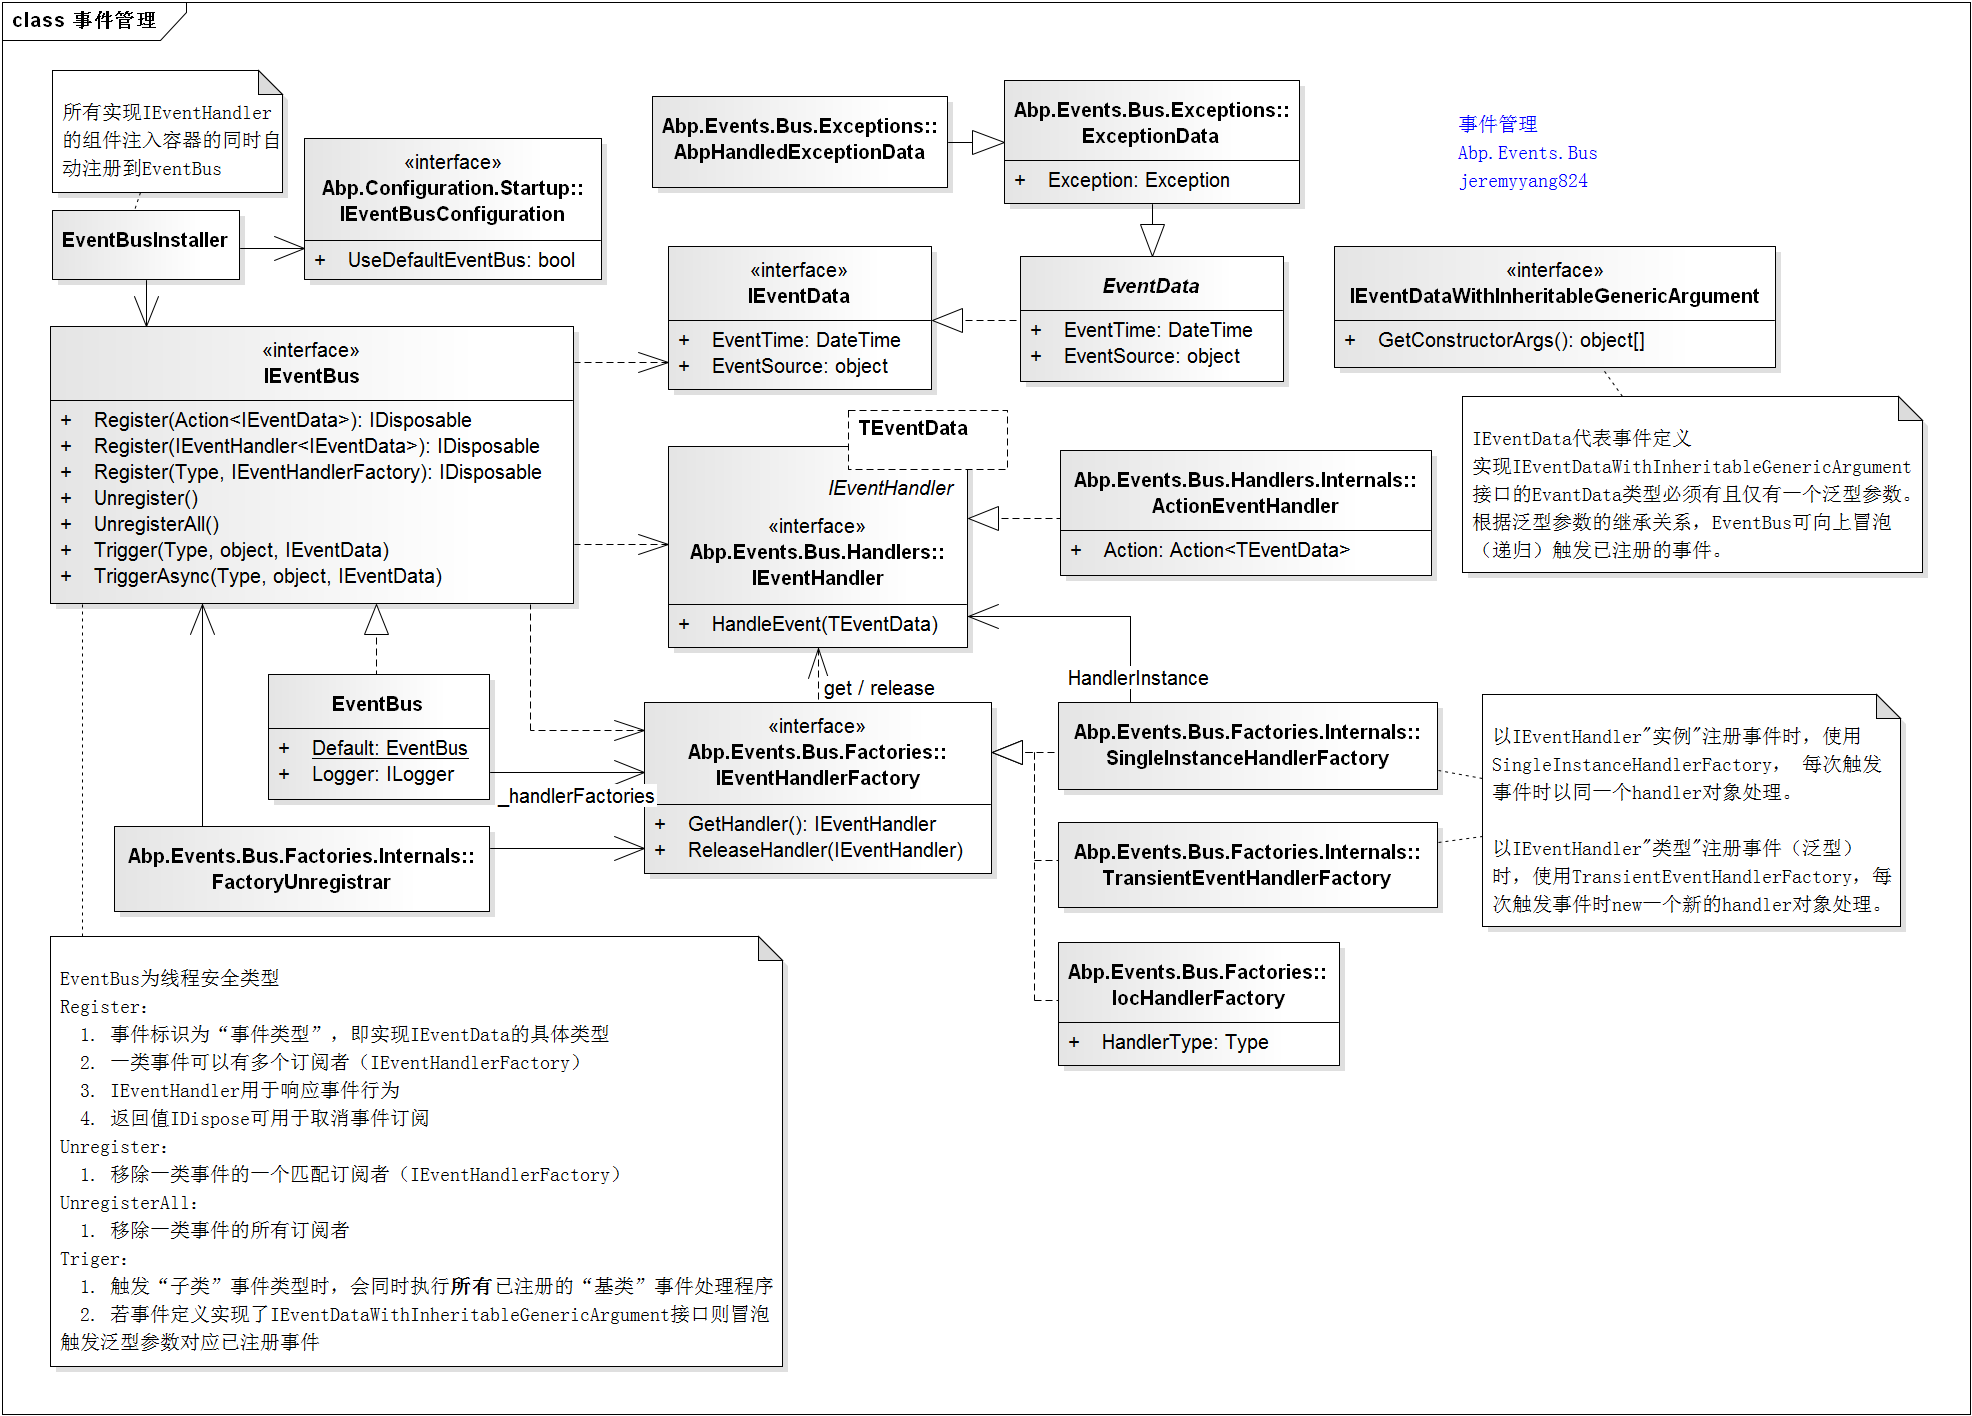 class 事件管理
所有实现IEventHandler
的组件注入容器的同时自
动注册到EventBus
EventBusInstaller
«interface»
Abp.Configuration.Startup::
IEventBusConfiguration
+ UseDefaultEventBus: bool
Abp.Events.Bus.Exceptions::
AbpHandledExceptionData
Abp.Events.Bus.Exceptions::
ExceptionData
+ Exception: Exception
事件管理
Abp.Events.Bus
jeremyyang824
«interface»
IEventData
+ EventTime: DateTime
+ EventSource: object
EventData
+ EventTime: DateTime
+ EventSource: object
«interface»
IEventDataWithInheritableGenericArgument
+ GetConstructorArgs(): object[]
IEventData代表事件定义
实现IEventDataWithInheritableGenericArgument
接口的EvantData类型必须有且仅有一个泛型参数。
根据泛型参数的继承关系，EventBus可向上冒泡
（递归）触发已注册的事件。
«interface»
IEventBus
+ Register(Action<IEventData>): IDisposable
+ Register(IEventHandler<IEventData>): IDisposable
+ Register(Type, IEventHandlerFactory): IDisposable
+ Unregister()
+ UnregisterAll()
+ Trigger(Type, object, IEventData)
+ TriggerAsync(Type, object, IEventData)
TEventData
IEventHandler
«interface»
Abp.Events.Bus.Handlers::
IEventHandler
+ HandleEvent(TEventData)
Abp.Events.Bus.Handlers.Internals::
ActionEventHandler
+ Action: Action<TEventData>
HandlerInstance
get / release
EventBus
+ Default: EventBus
+ Logger: ILogger
_handlerFactories
«interface»
Abp.Events.Bus.Factories::
IEventHandlerFactory
+ GetHandler(): IEventHandler
+ ReleaseHandler(IEventHandler)
Abp.Events.Bus.Factories.Internals::
SingleInstanceHandlerFactory
Abp.Events.Bus.Factories.Internals::
TransientEventHandlerFactory
Abp.Events.Bus.Factories::
IocHandlerFactory
+ HandlerType: Type
以IEventHandler"实例"注册事件时，使用
SingleInstanceHandlerFactory， 每次触发
事件时以同一个handler对象处理。
以IEventHandler"类型"注册事件（泛型）
时，使用TransientEventHandlerFactory，每
次触发事件时new一个新的handler对象处理。
Abp.Events.Bus.Factories.Internals::
FactoryUnregistrar
EventBus为线程安全类型
Register：
1. 事件标识为“事件类型”，即实现IEventData的具体类型
2. 一类事件可以有多个订阅者（IEventHandlerFactory）
3. IEventHandler用于响应事件行为
4. 返回值IDispose可用于取消事件订阅
Unregister：
1. 移除一类事件的一个匹配订阅者（IEventHandlerFactory）
UnregisterAll：
1. 移除一类事件的所有订阅者
Triger：
1. 触发“子类”事件类型时，会同时执行所有已注册的“基类”事件处理程序
2. 若事件定义实现了IEventDataWithInheritableGenericArgument接口则冒泡
触发泛型参数对应已注册事件